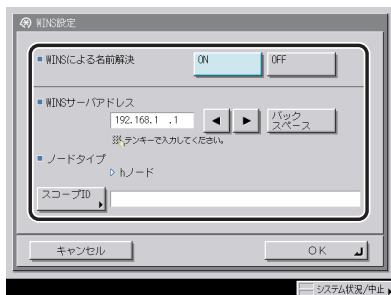 WINS設定
WINSによる名前解決 ON OFF
WINSサーバアドレス
192.168.1 .1 ◀ ▶ バックスペース
テンキーで入力してください。
ノードタイプ
hノード
スコープID
キャンセル OK
システム状況/中止